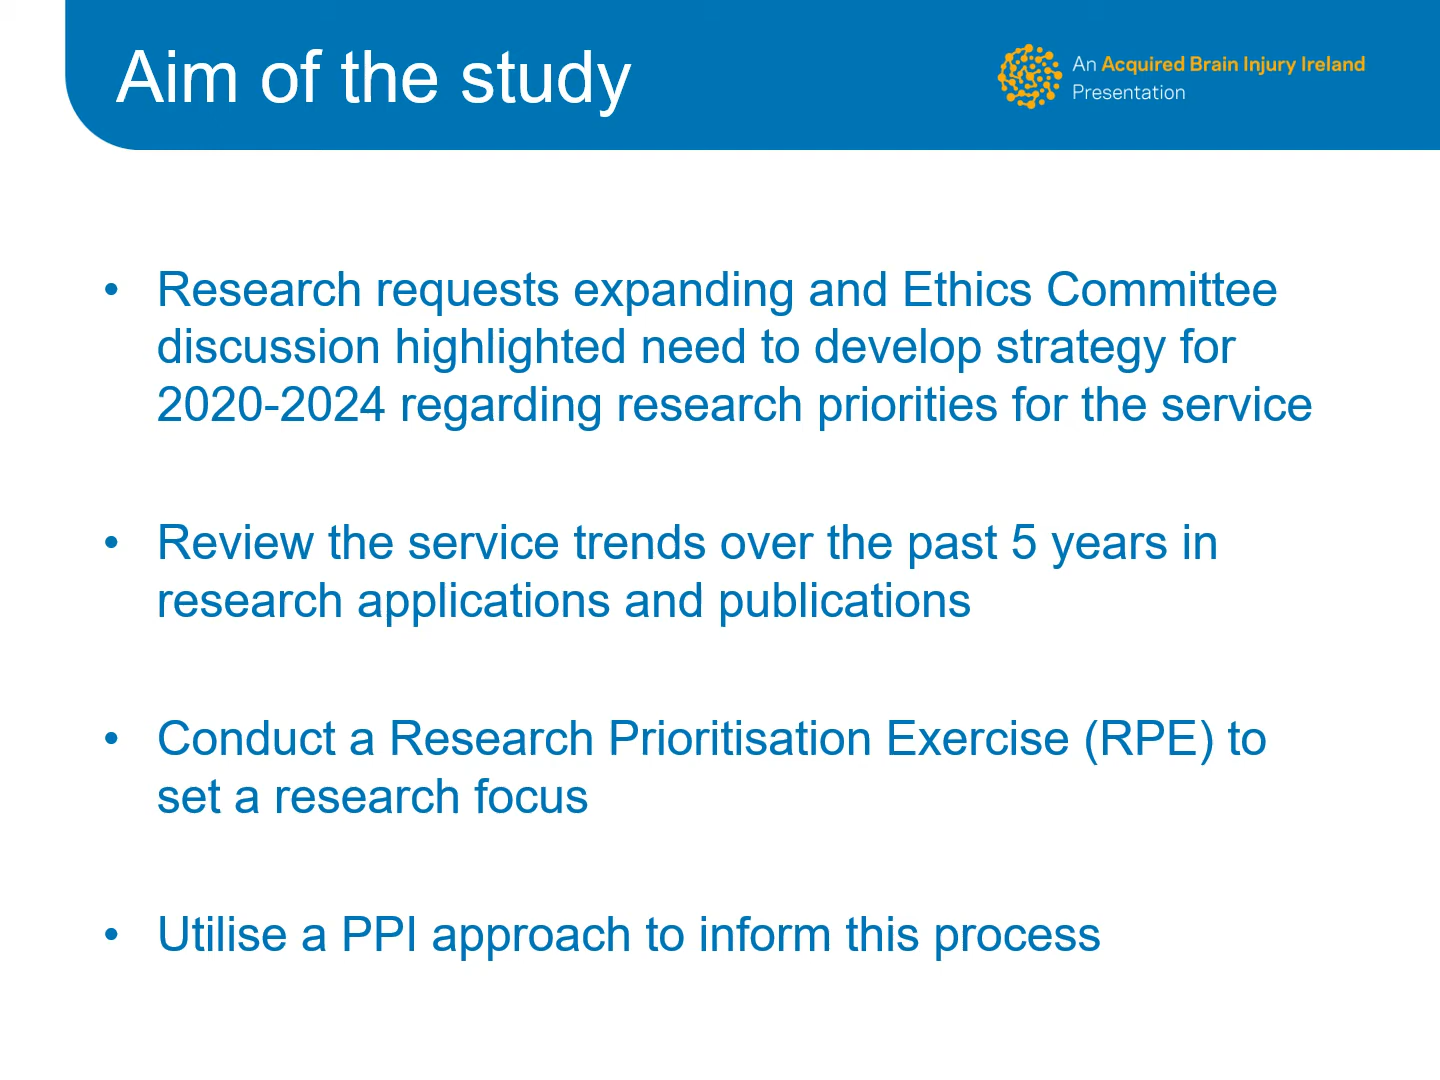 Aim of the study
An Acquired Brain Injury Ireland
Presentation
• Research requests expanding and Ethics Committee
discussion highlighted need to develop strategy for
2020-2024 regarding research priorities for the service
• Review the service trends over the past 5 years in
research applications and publications
• Conduct a Research Prioritisation Exercise (RPE) to
set a research focus
• Utilise a PPI approach to inform this process